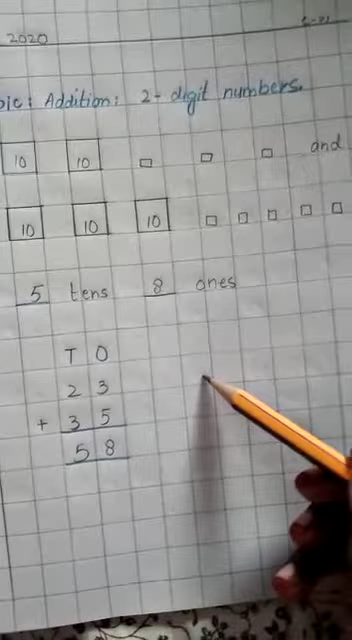 2020
pic: Addition: 2-digit numbers.
10 10 and
10 10 10
5 tens 8 ones
T O
2 3
+ 3 5
5 8